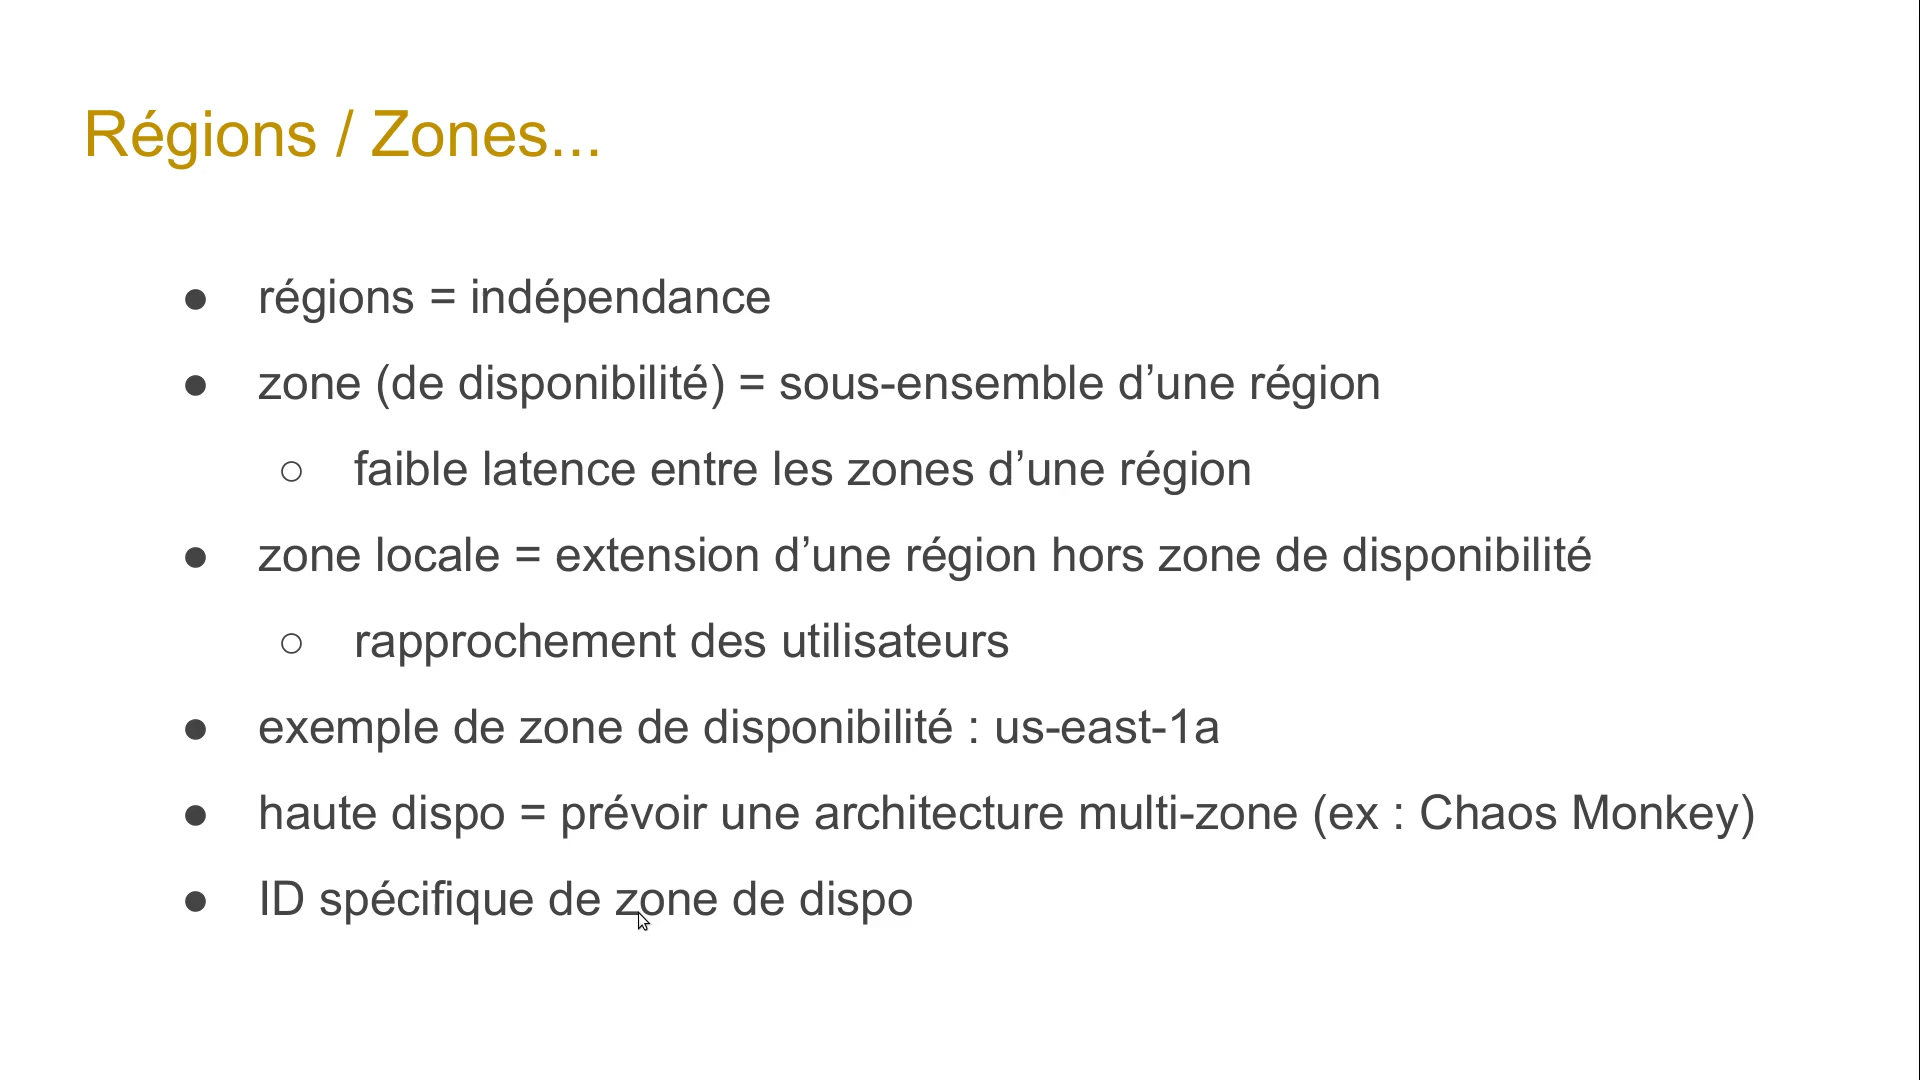 Régions / Zones...
● régions = indépendance
● zone (de disponibilité) = sous-ensemble d’une région
○ faible latence entre les zones d’une région
● zone locale = extension d’une région hors zone de disponibilité
○ rapprochement des utilisateurs
● exemple de zone de disponibilité : us-east-1a
● haute dispo = prévoir une architecture multi-zone (ex : Chaos Monkey)
● ID spécifique de zone de dispo